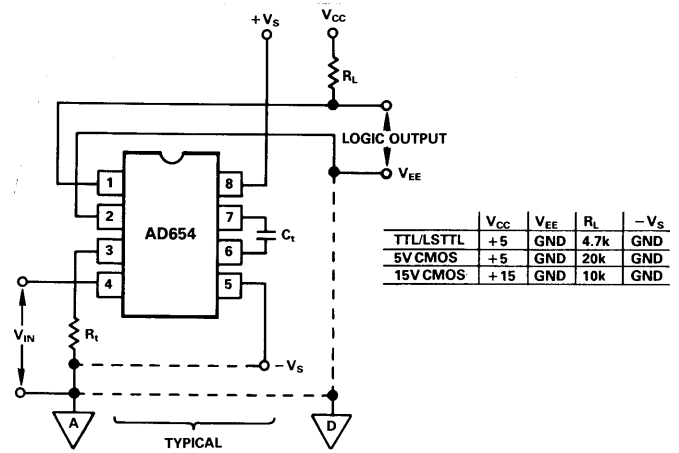 +VS
VCC
RL
LOGIC OUTPUT
VEE
1
8
2
7
AD654
Ct
3
6
4
5
VIN
Rt
−VS
A
D
TYPICAL
VCC VEE RL −VS
TTL/LSTTL +5 GND 4.7k GND
5V CMOS +5 GND 20k GND
15V CMOS +15 GND 10k GND